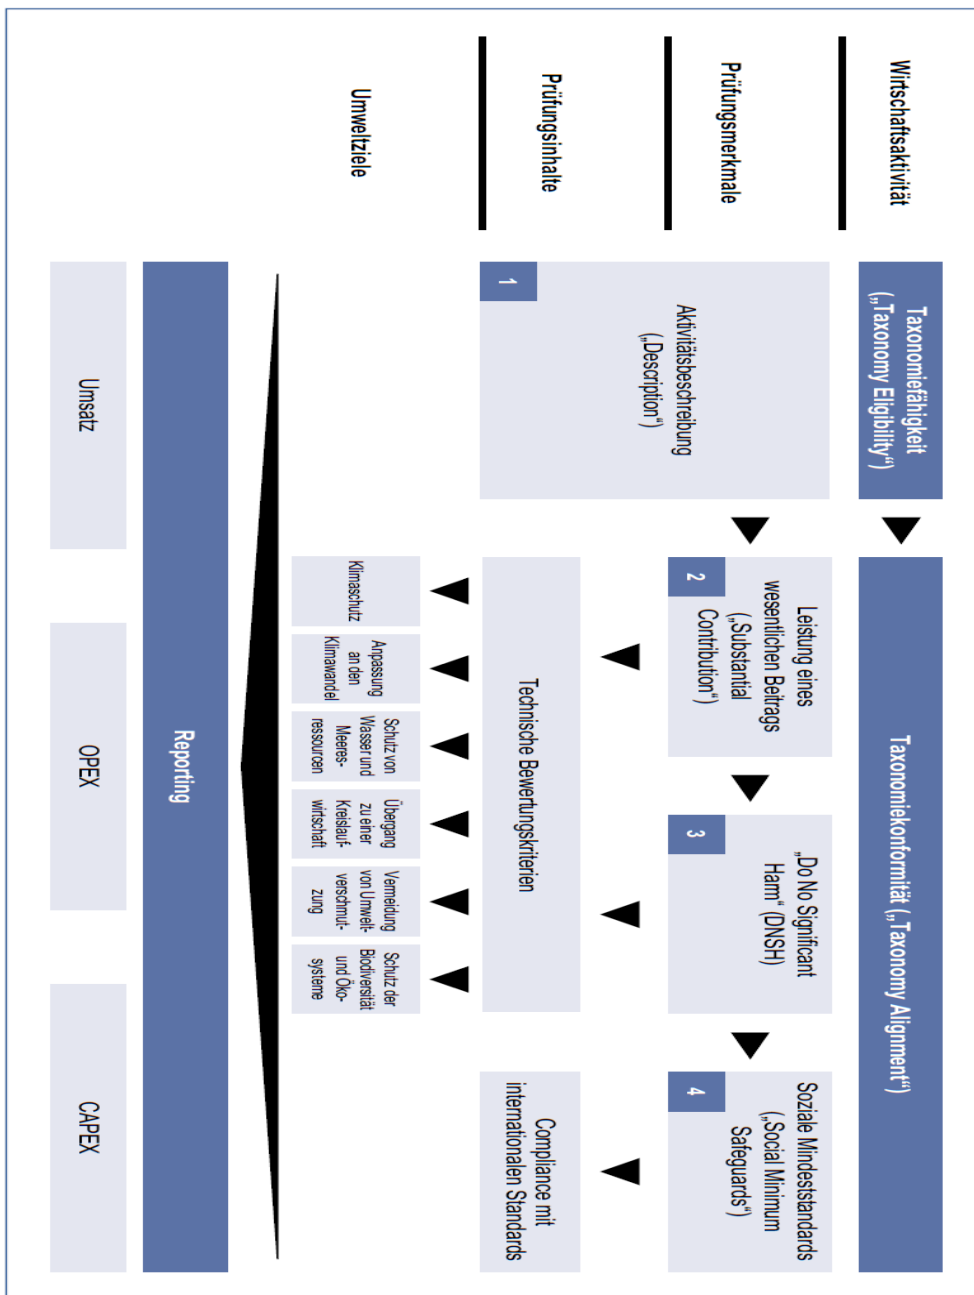 Wirtschaftsaktivität
Taxonomiefähigkeit
(„Taxonomy Eligibility“)
Taxonomiekonformität („Taxonomy Alignment“)
Prüfungsmerkmale
Aktivitätsbeschreibung
(„Description“)
1
Leistung eines
wesentlichen Beitrags
(„Substantial
Contribution“)
2
„Do No Significant
Harm“ (DNSH)
3
Soziale Mindeststandards
(„Social Minimum
Safeguards“)
4
Prüfungsinhalte
Technische Bewertungskriterien
Compliance mit
internationalen Standards
Umweltziele
Klimaschutz
Anpassung
an den
Klimawandel
Schutz von
Wasser und
Meeres-
ressourcen
Übergang
zu einer
Kreislauf-
wirtschaft
Vermeidung
von Umwelt-
verschmut-
zung
Schutz der
Biodiversität
und Öko-
systeme
Reporting
Umsatz
OPEX
CAPEX